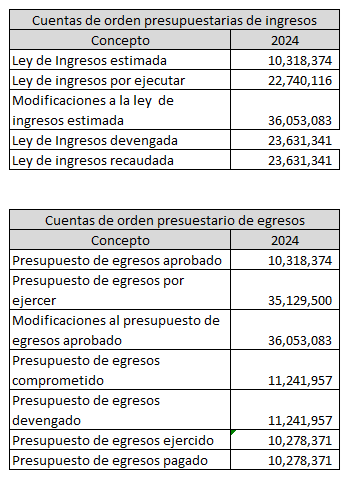 Cuentas de orden presupuestarias de ingresos
Concepto 2024
Ley de Ingresos estimada 10,318,374
Ley de ingresos por ejecutar 22,740,116
Modificaciones a la ley de
ingresos estimada 36,053,083
Ley de Ingresos devengada 23,631,341
Ley de ingresos recaudada 23,631,341
Cuentas de orden presuestario de egresos
Concepto 2024
Presupuesto de egresos aprobado 10,318,374
Presupuesto de egresos por
ejercer 35,129,500
Modificaciones al presupuesto de
egresos aprobado 36,053,083
Presupuesto de egresos
comprometido 11,241,957
Presupuesto de egresos
devengado 11,241,957
Presupuesto de egresos ejercido 10,278,371
Presupuesto de egresos pagado 10,278,371